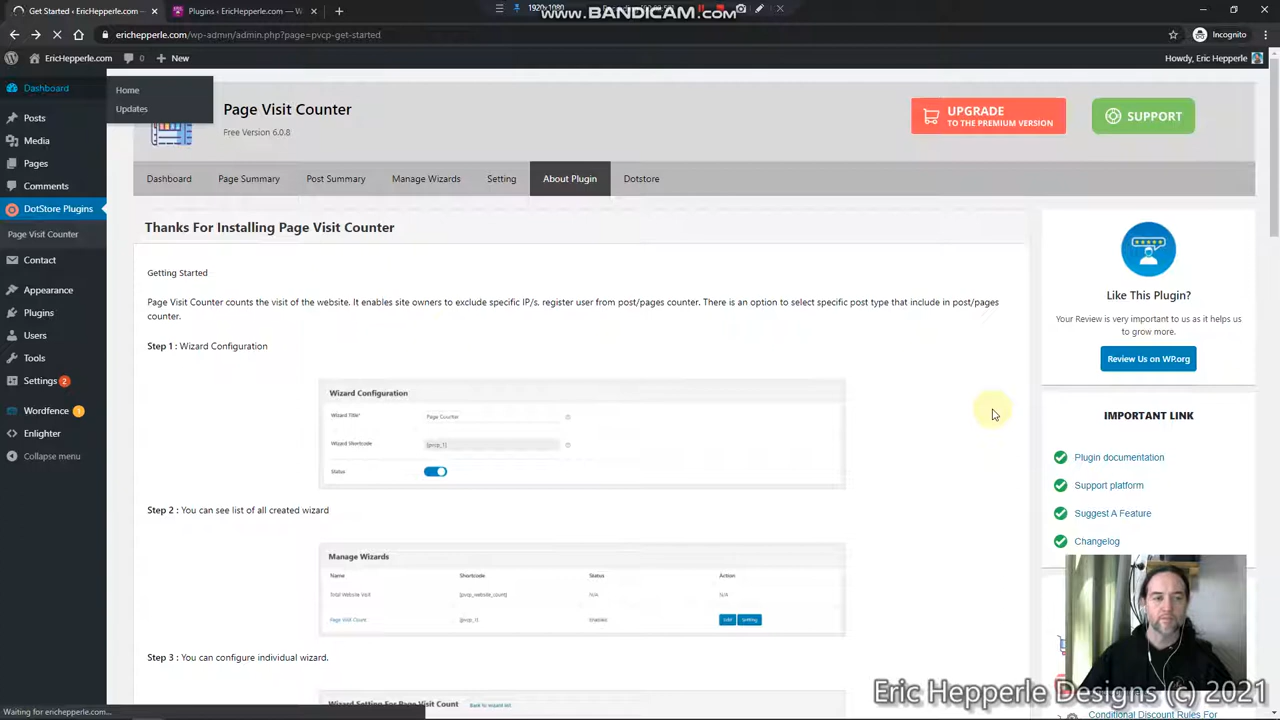 Get Started ‹ EricHepperle.com
Plugins ‹ EricHepperle.com — W
1920x1080
WWW.BANDICAM.COM
erichepperle.com/wp-admin/admin.php?page=pvcp-get-started
Incognito
EricHepperle.com
0
New
Howdy, Eric Hepperle
Dashboard
Home
Updates
Posts
Media
Pages
Comments
DotStore Plugins
Page Visit Counter
Contact
Appearance
Plugins
Users
Tools
Settings 2
Wordfence 1
Enlighter
Collapse menu
Page Visit Counter
Free Version 6.0.8
UPGRADE
TO THE PREMIUM VERSION
SUPPORT
Dashboard
Page Summary
Post Summary
Manage Wizards
Setting
About Plugin
Dotstore
Thanks For Installing Page Visit Counter
Getting Started
Page Visit Counter counts the visit of the website. It enables site owners to exclude specific IP/s, register user from post/pages counter. There is an option to select specific post type that include in post/pages
counter.
Step 1 : Wizard Configuration
Wizard Configuration
Wizard Title*
Page Counter
Wizard Shortcode
[pvcp_1]
Status
Step 2 : You can see list of all created wizard
Manage Wizards
Name Shortcode Status Action
Total Website Visit [pvcp_website_count] N/A N/A
Page Visit Count [pvcp_1] Enabled Edit Setting
Step 3 : You can configure individual wizard.
Wizard Setting For Page Visit Count
Back to wizard list
Like This Plugin?
Your Review is very important to us as it helps us
to grow more.
Review Us on WP.org
IMPORTANT LINK
Plugin documentation
Support platform
Suggest A Feature
Changelog
Conditional Discount Rules For
Eric Hepperle Designs (c) 2021
Waiting for erichepperle.com...